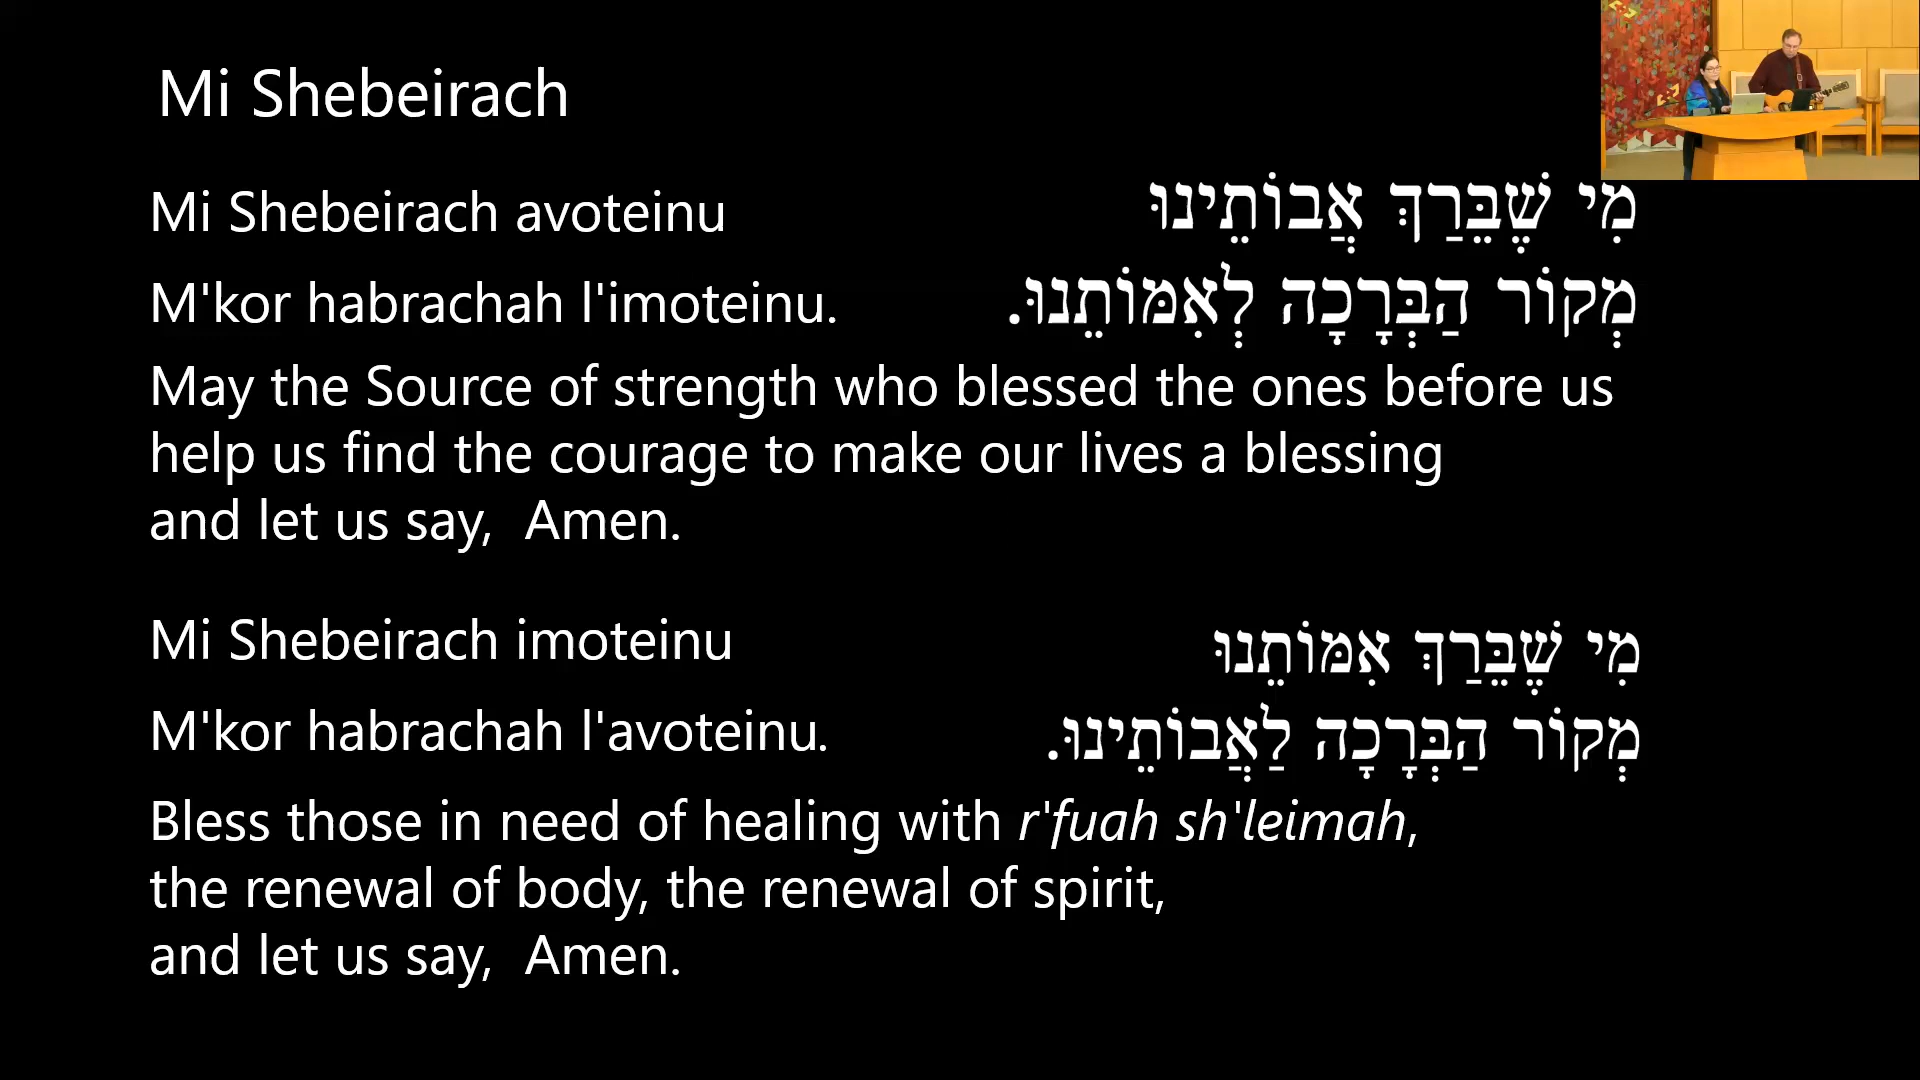 Mi Shebeirach
Mi Shebeirach avoteinu
מִי שֶׁבֵּרַךְ אֲבוֹתֵינוּ
M'kor habrachah l'imoteinu.
מְקוֹר הַבְּרָכָה לְאִמּוֹתֵנוּ.
May the Source of strength who blessed the ones before us
help us find the courage to make our lives a blessing
and let us say,  Amen.
Mi Shebeirach imoteinu
מִי שֶׁבֵּרַךְ אִמּוֹתֵנוּ
M'kor habrachah l'avoteinu.
מְקוֹר הַבְּרָכָה לַאֲבוֹתֵינוּ.
Bless those in need of healing with r'fuah sh'leimah,
the renewal of body, the renewal of spirit,
and let us say,  Amen.